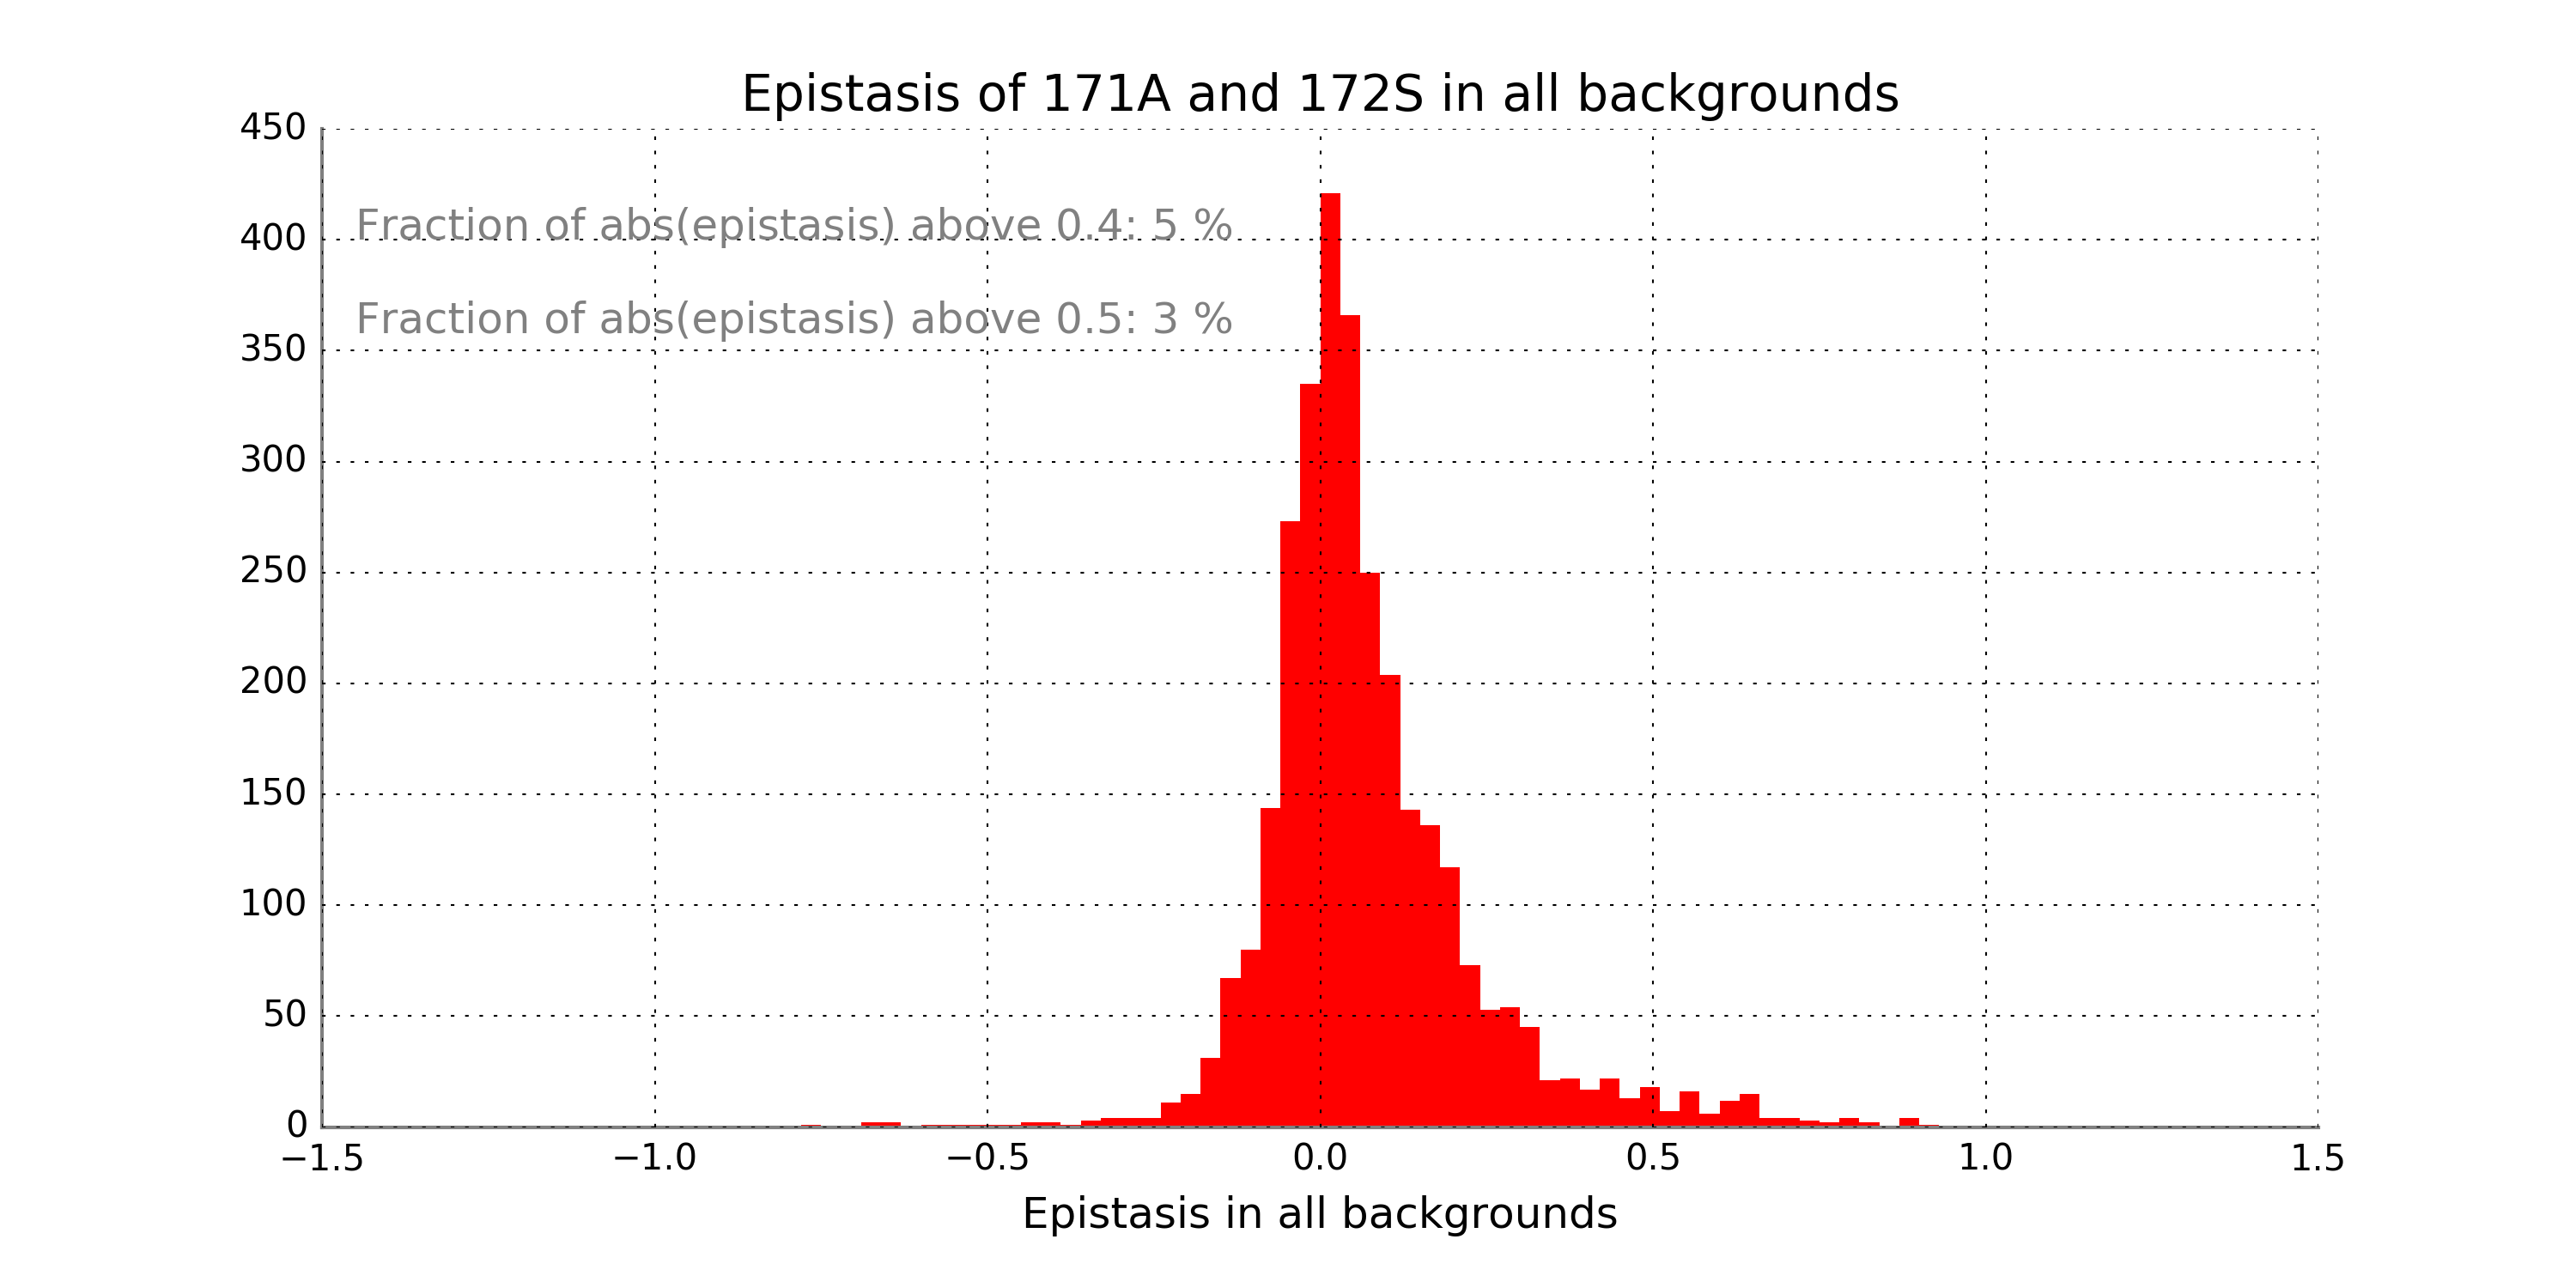 Epistasis of 171A and 172S in all backgrounds
450
400
350
300
250
200
150
100
50
0
Fraction of abs(epistasis) above 0.4: 5 %
Fraction of abs(epistasis) above 0.5: 3 %
−1.5 −1.0 −0.5 0.0 0.5 1.0 1.5
Epistasis in all backgrounds